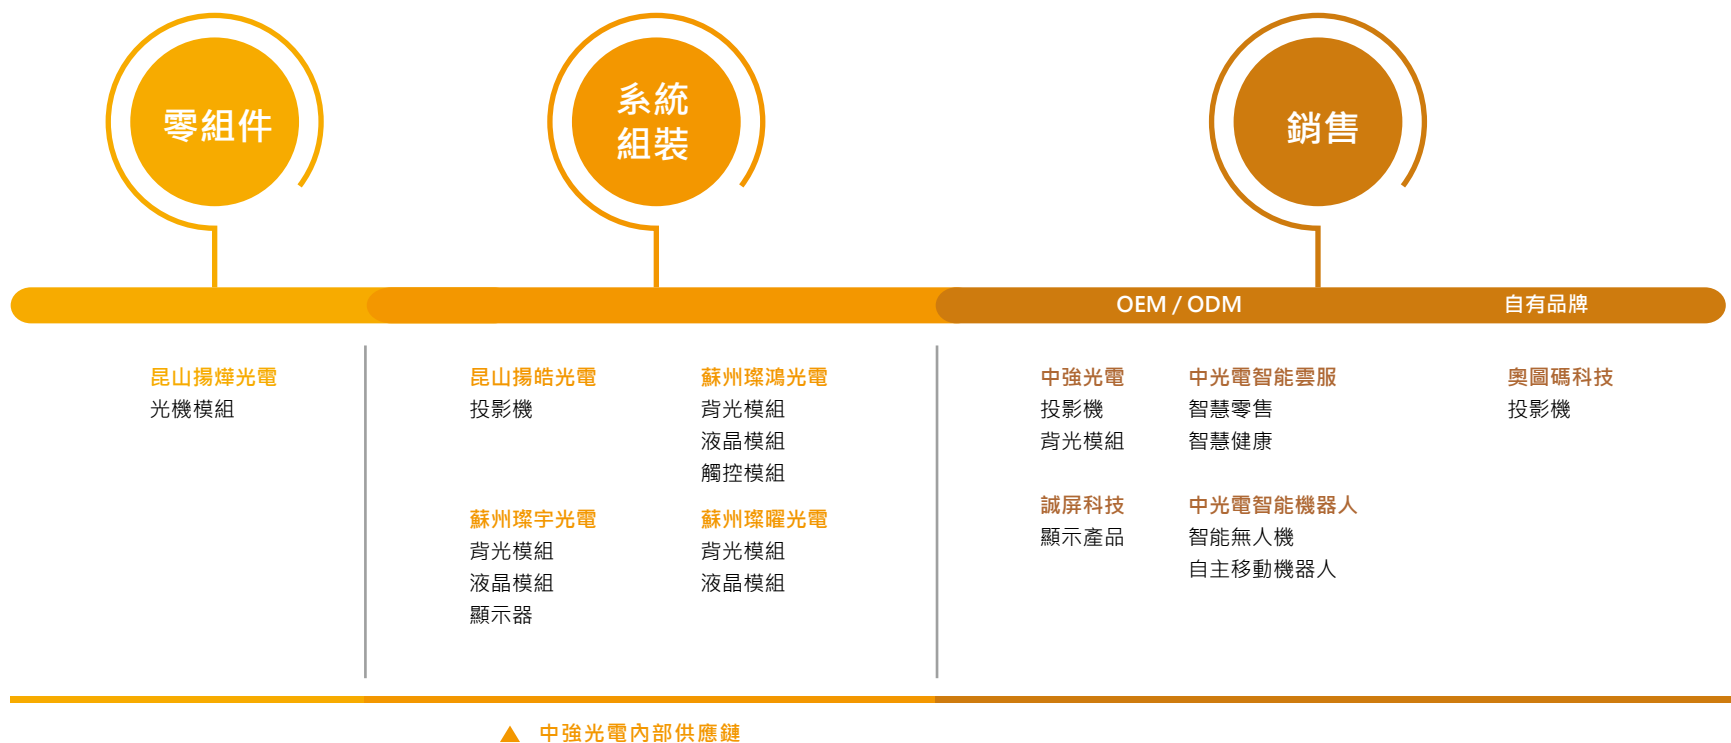 零組件
系統
組裝
銷售
OEM / ODM
自有品牌
昆山揚燁光電
光機模組
昆山揚皓光電
投影機
蘇州璨鴻光電
背光模組
液晶模組
觸控模組
蘇州璨宇光電
背光模組
液晶模組
顯示器
蘇州璨曜光電
背光模組
液晶模組
中強光電
投影機
背光模組
中光電智能雲服
智慧零售
智慧健康
誠屏科技
顯示產品
中光電智能機器人
智能無人機
自主移動機器人
奧圖碼科技
投影機
▲ 中強光電內部供應鏈